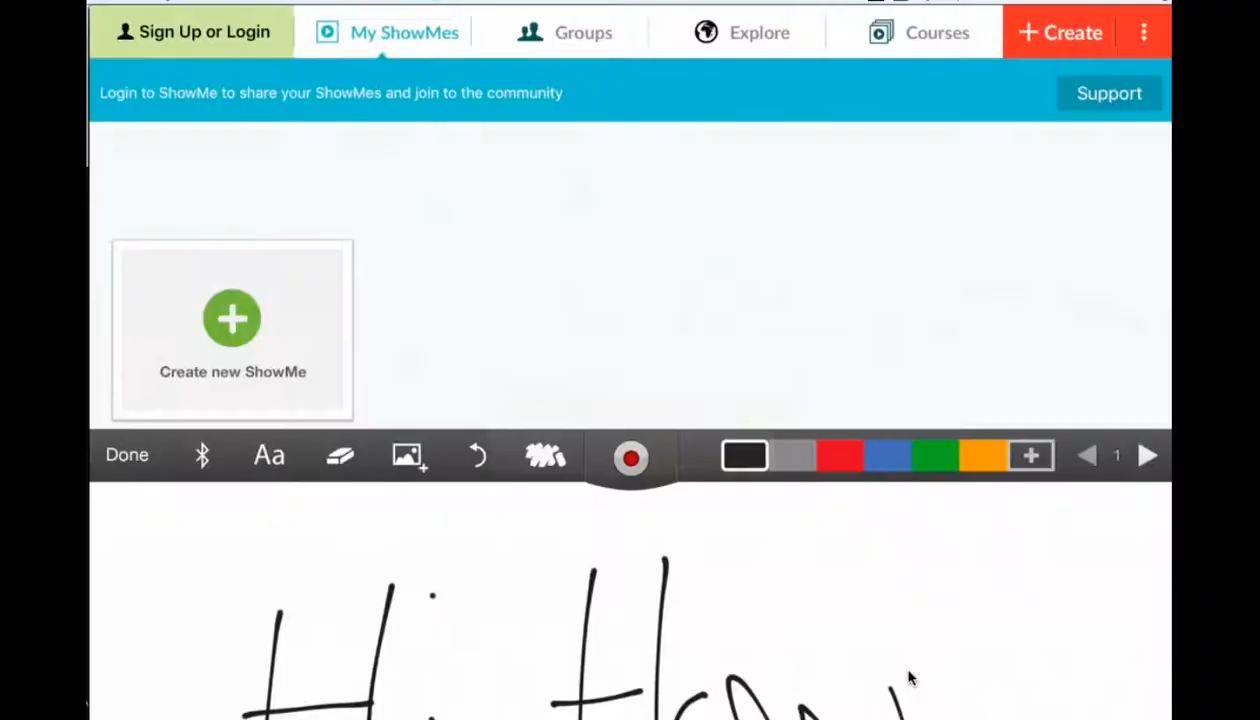 Sign Up or Login My ShowMes Groups Explore Courses + Create
Login to ShowMe to share your ShowMes and join to the community Support
Create new ShowMe
Done Aa 1
Hi